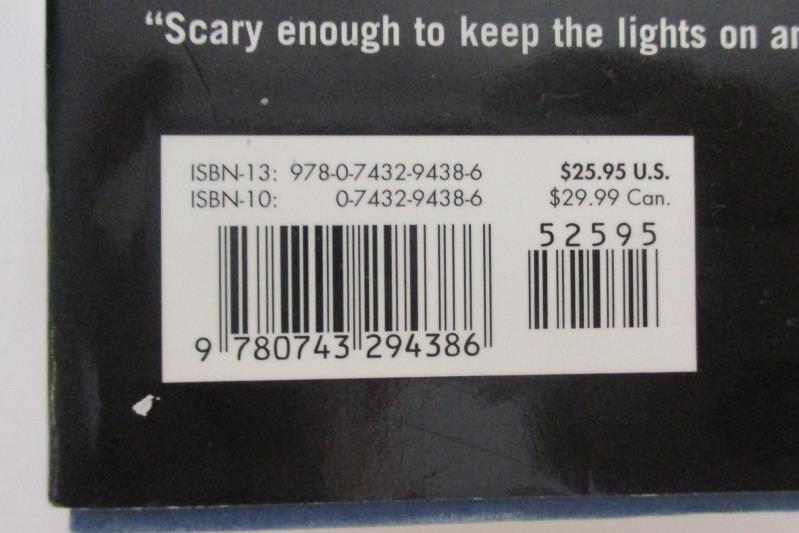 “Scary enough to keep the lights on
ISBN-13: 978-0-7432-9438-6 $25.95 U.S.
ISBN-10: 0-7432-9438-6 $29.99 Can.
52595
9 780743 294386